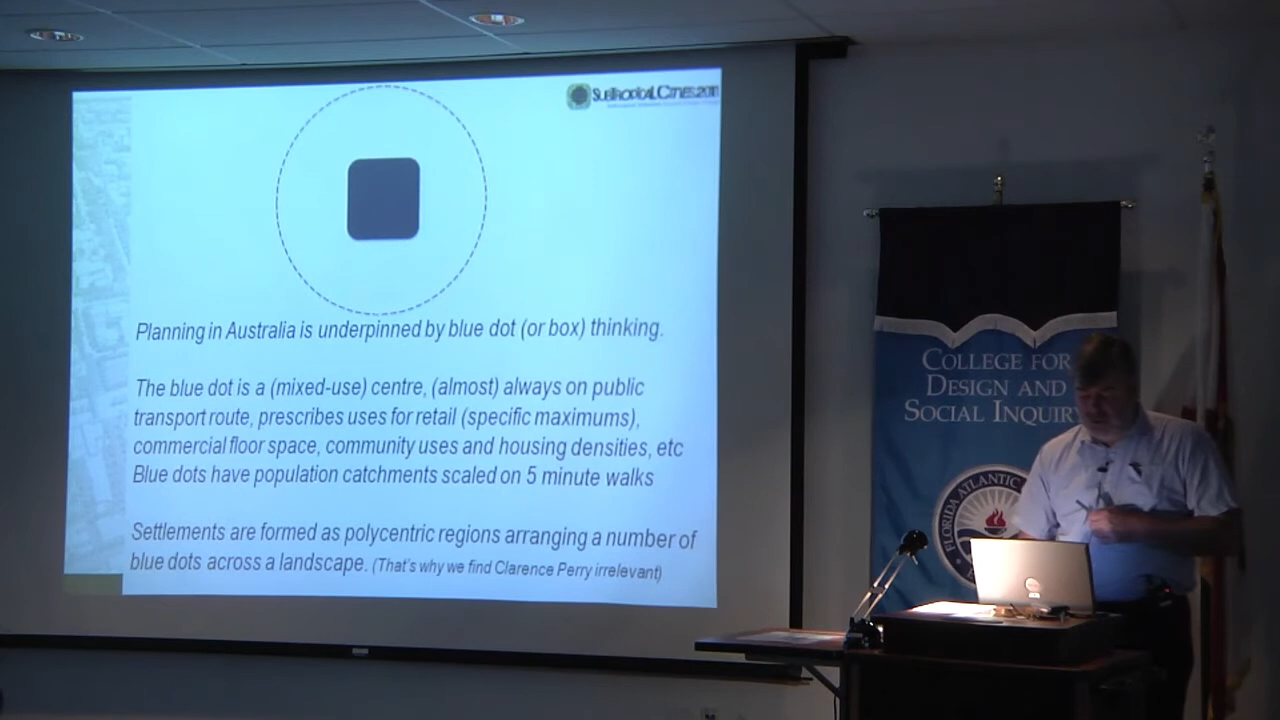 SUBTROPICAL CITIES 2011
Planning in Australia is underpinned by blue dot (or box) thinking.
The blue dot is a (mixed-use) centre, (almost) always on public
transport route, prescribes uses for retail (specific maximums),
commercial floor space, community uses and housing densities, etc
Blue dots have population catchments scaled on 5 minute walks
Settlements are formed as polycentric regions arranging a number of
blue dots across a landscape. (That's why we find Clarence Perry irrelevant)
COLLEGE FOR
DESIGN AND
SOCIAL INQUIRY
FLORIDA ATLANTIC